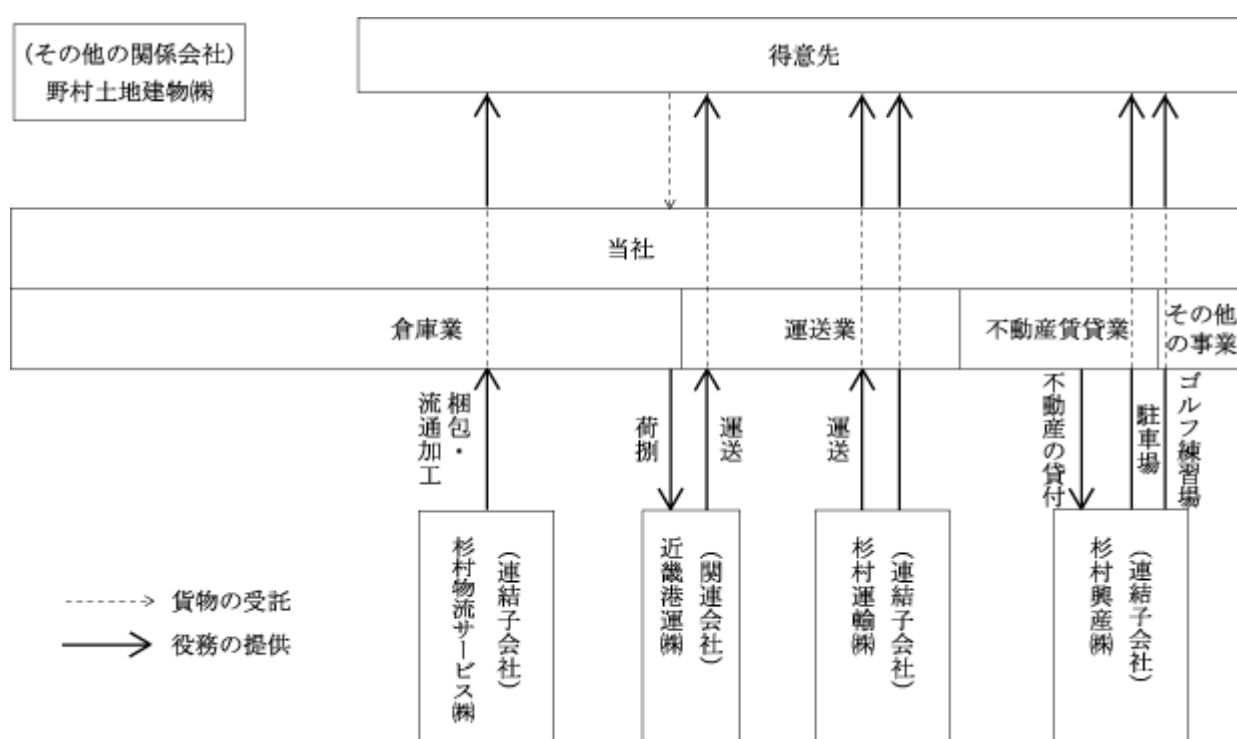 (その他の関係会社)
野村土地建物㈱
得意先
当社
倉庫業
運送業
不動産賃貸業
その他
の事業
梱包・
流通加工
荷捌
運送
運送
不動産の貸付
駐車場
ゴルフ練習場
(連結子会社)
杉村物流サービス㈱
(関連会社)
近畿港運㈱
(連結子会社)
杉村運輸㈱
(連結子会社)
杉村興産㈱
貨物の受託
役務の提供